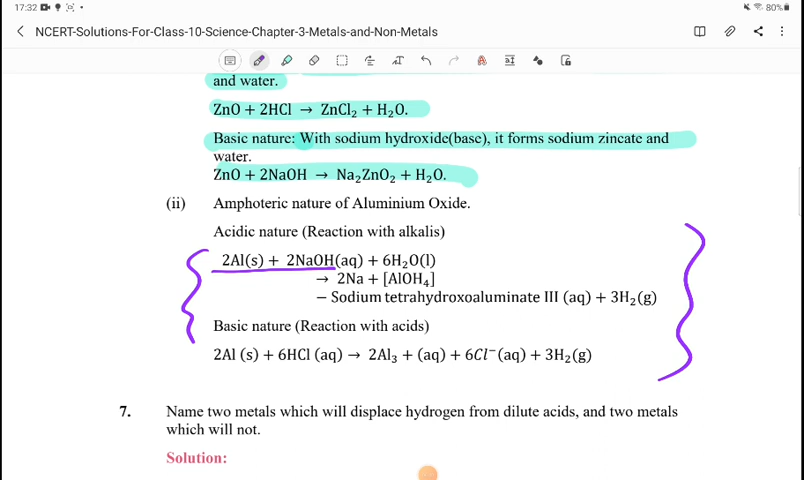 17:32
80%
NCERT-Solutions-For-Class-10-Science-Chapter-3-Metals-and-Non-Metals
and water.
ZnO + 2HCl → ZnCl₂ + H₂O.
Basic nature: With sodium hydroxide(base), it forms sodium zincate and
water.
ZnO + 2NaOH → Na₂ZnO₂ + H₂O.
(ii) Amphoteric nature of Aluminium Oxide.
Acidic nature (Reaction with alkalis)
2Al(s) + 2NaOH(aq) + 6H₂O(l)
→ 2Na + [AlOH₄]
− Sodium tetrahydroxoaluminate III (aq) + 3H₂(g)
Basic nature (Reaction with acids)
2Al (s) + 6HCl (aq) → 2Al₃ + (aq) + 6Cl⁻(aq) + 3H₂(g)
7. Name two metals which will displace hydrogen from dilute acids, and two metals
which will not.
Solution: